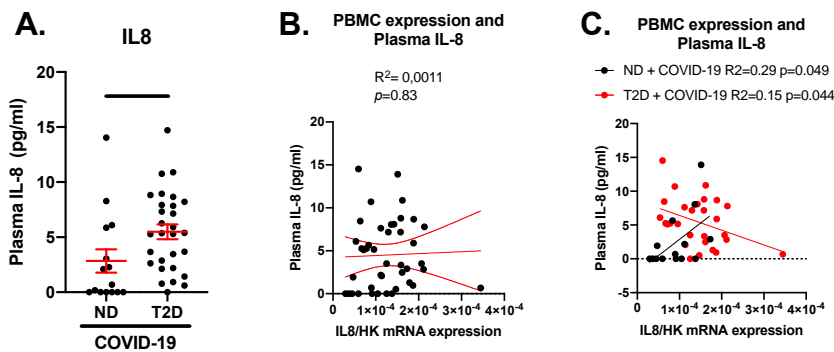 A.
IL8
Plasma IL-8 (pg/ml)
20
15
10
5
0
ND
T2D
COVID-19
B.
PBMC expression and
Plasma IL-8
R²= 0,0011
p=0.83
Plasma IL-8 (pg/ml)
20
15
10
5
0
1×10⁻⁴ 2×10⁻⁴ 3×10⁻⁴ 4×10⁻⁴
IL8/HK mRNA expression
C.
PBMC expression and
Plasma IL-8
ND + COVID-19 R2=0.29 p=0.049
T2D + COVID-19 R2=0.15 p=0.044
Plasma IL-8 (pg/ml)
20
15
10
5
0
-5
1×10⁻⁴ 2×10⁻⁴ 3×10⁻⁴ 4×10⁻⁴
IL8/HK mRNA expression